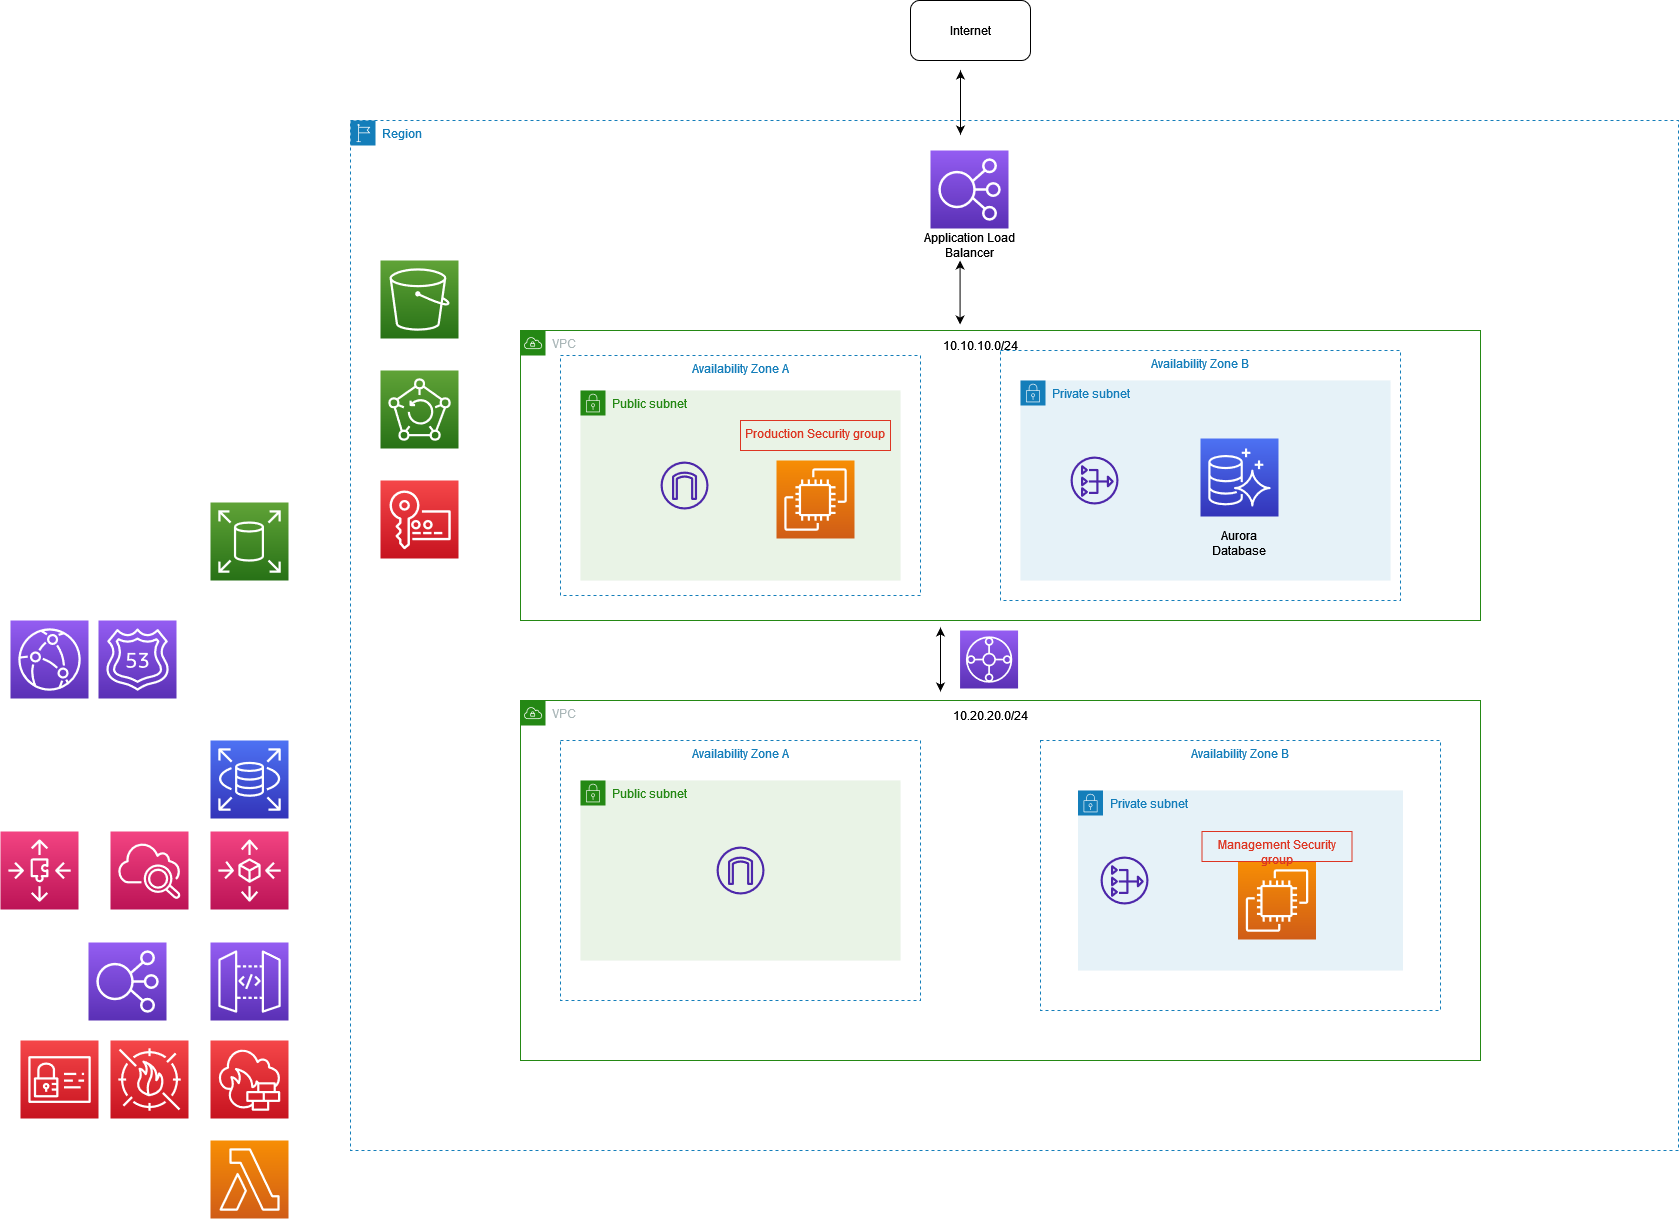 Internet
Region
Application Load
Balancer
VPC
10.10.10.0/24
Availability Zone A
Availability Zone B
Public subnet
Private subnet
Production Security group
Aurora
Database
53
VPC
10.20.20.0/24
Availability Zone A
Availability Zone B
Public subnet
Private subnet
Management Security
group
</>